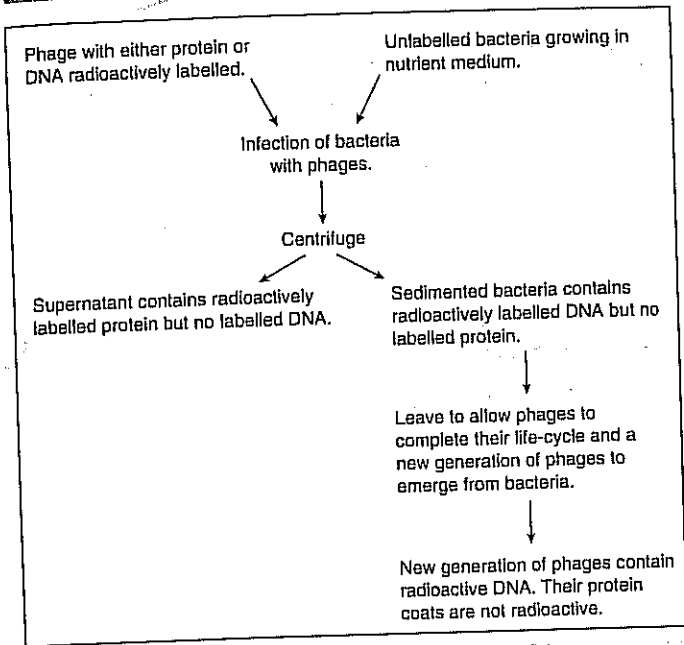 Phage with either protein or
DNA radioactively labelled.
Unlabelled bacteria growing in
nutrient medium.
Infection of bacteria
with phages.
Centrifuge
Supernatant contains radioactively
labelled protein but no labelled DNA.
Sedimented bacteria contains
radioactively labelled DNA but no
labelled protein.
Leave to allow phages to
complete their life-cycle and a
new generation of phages to
emerge from bacteria.
New generation of phages contain
radioactive DNA. Their protein
coats are not radioactive.